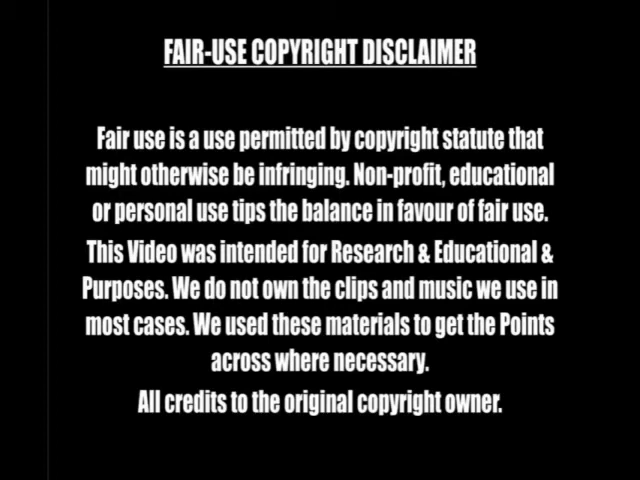 FAIR-USE COPYRIGHT DISCLAIMER
Fair use is a use permitted by copyright statute that
might otherwise be infringing. Non-profit, educational
or personal use tips the balance in favour of fair use.
This Video was intended for Research & Educational &
Purposes. We do not own the clips and music we use in
most cases. We used these materials to get the Points
across where necessary.
All credits to the original copyright owner.